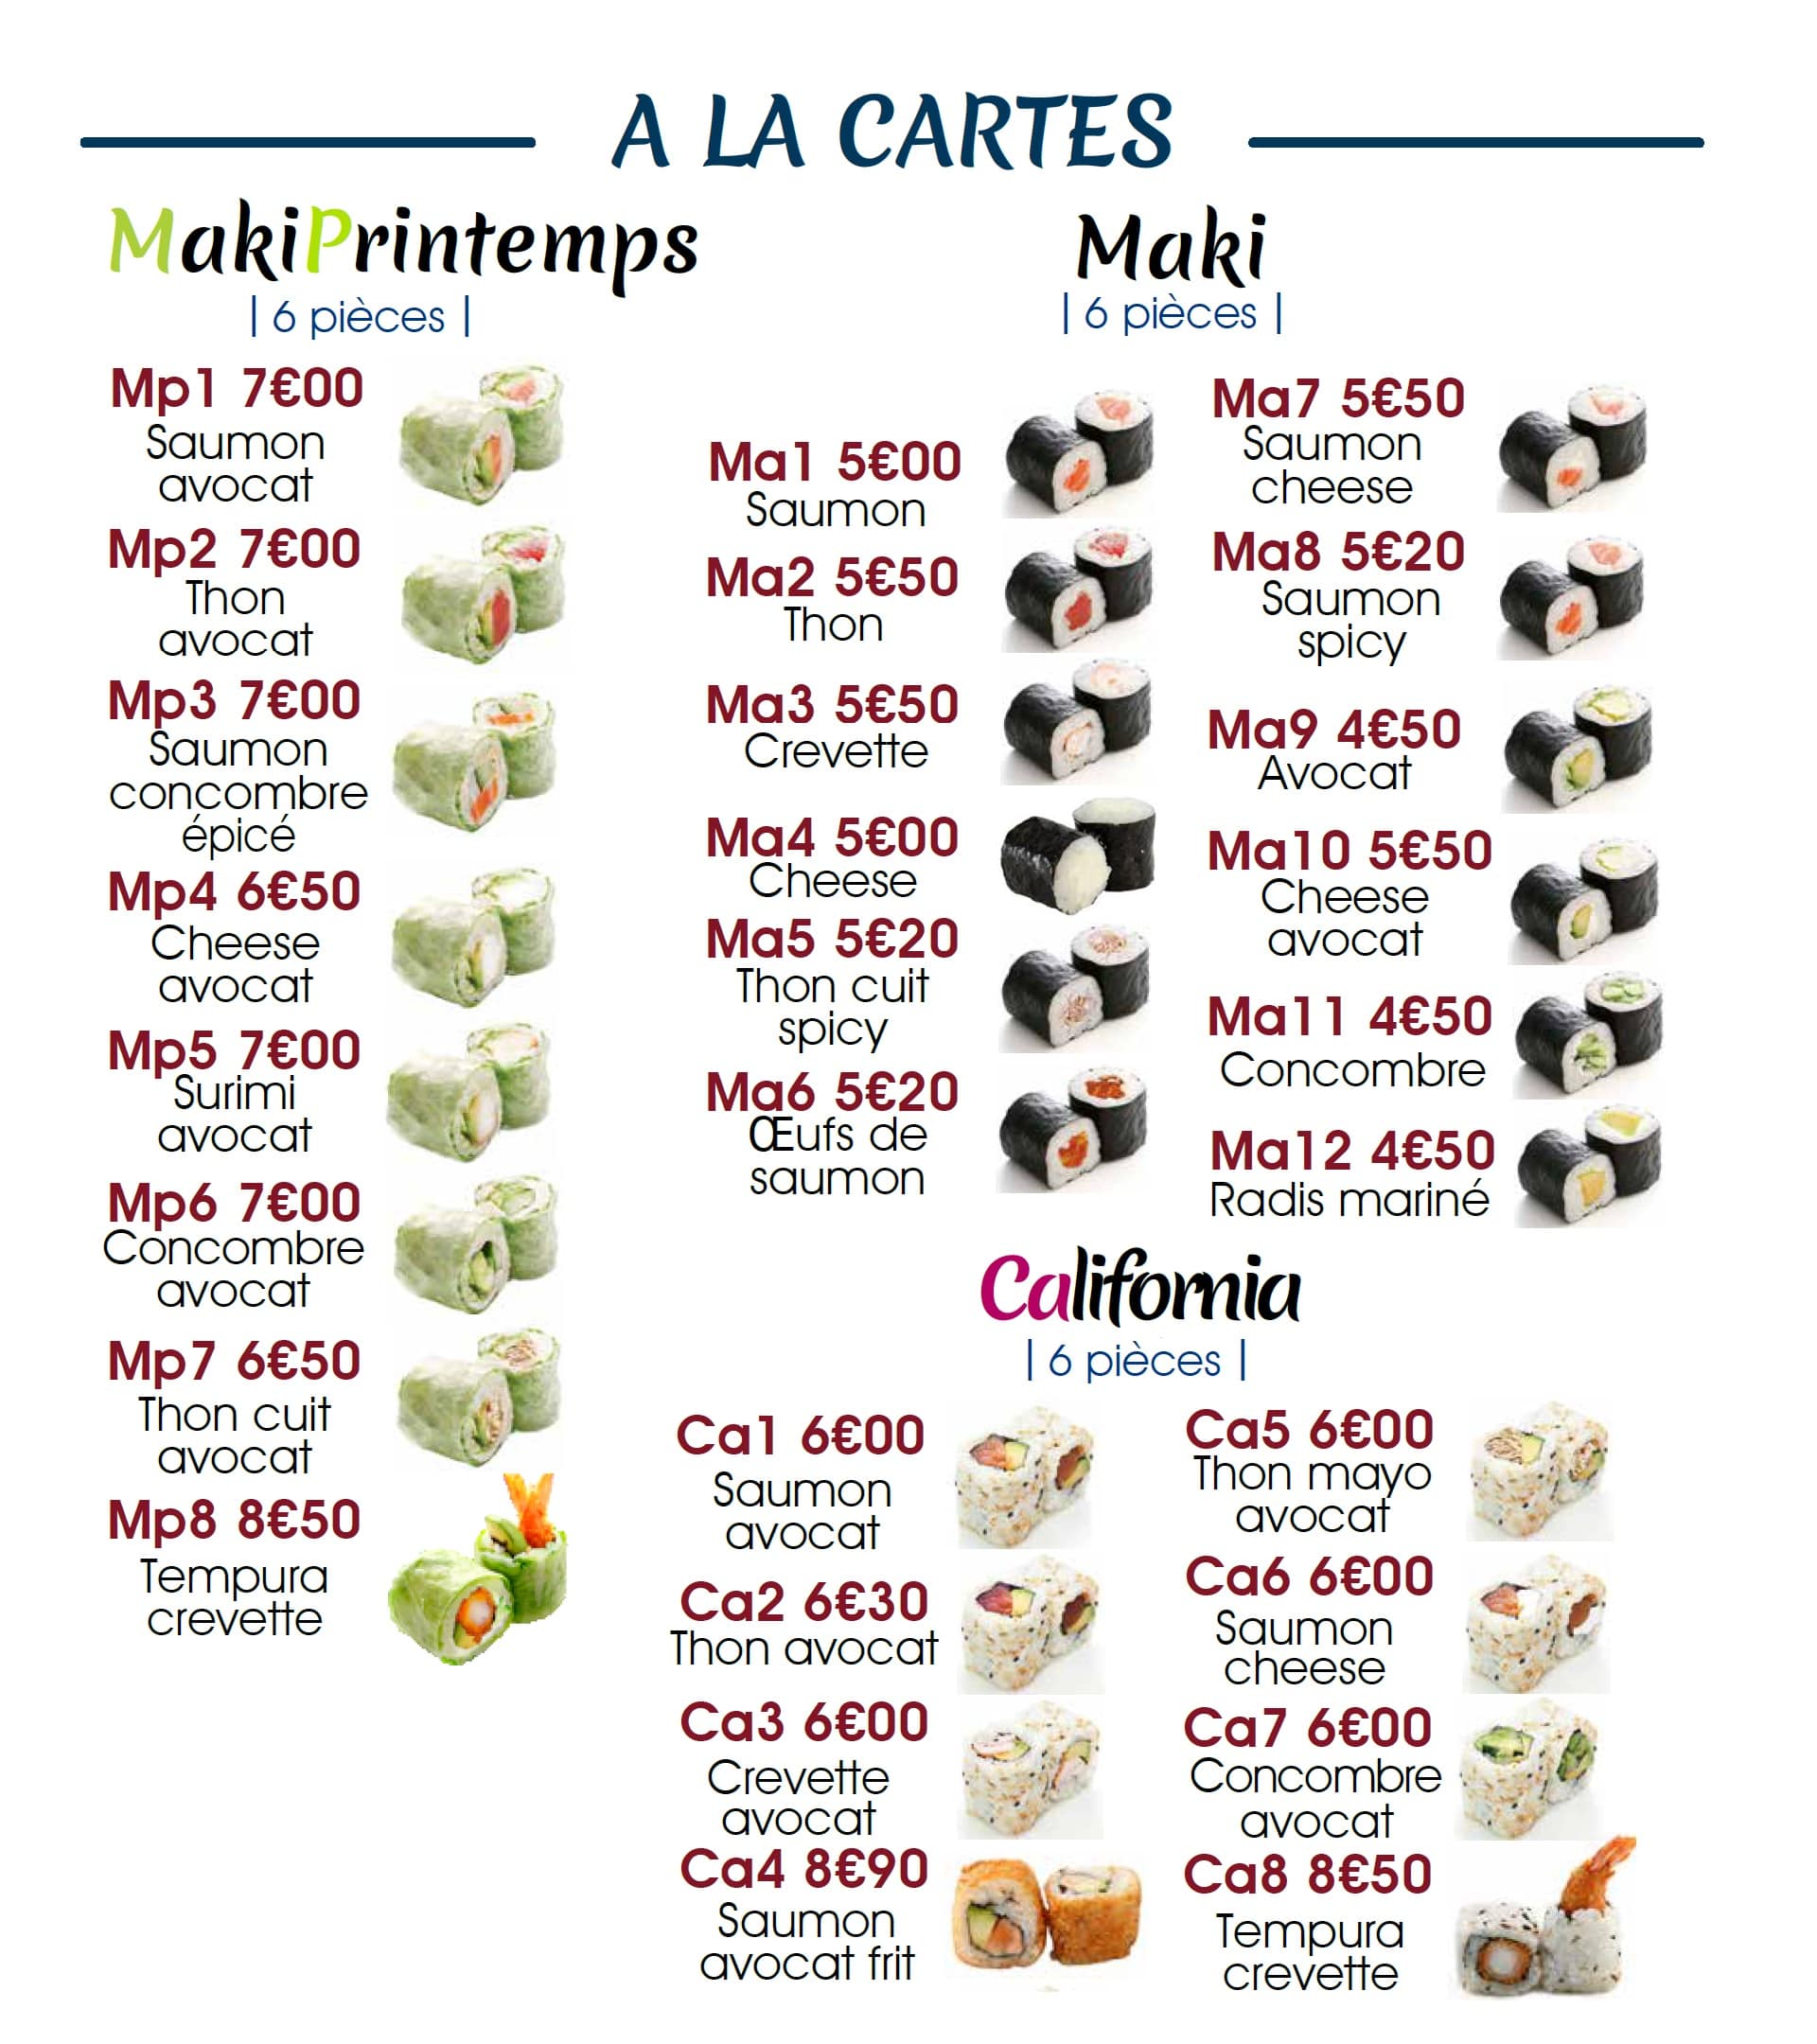 A LA CARTES
MakiPrintemps
| 6 pièces |
Mp1 7€00
Saumon
avocat
Mp2 7€00
Thon
avocat
Mp3 7€00
Saumon
concombre
épicé
Mp4 6€50
Cheese
avocat
Mp5 7€00
Surimi
avocat
Mp6 7€00
Concombre
avocat
Mp7 6€50
Thon cuit
avocat
Mp8 8€50
Tempura
crevette
Maki
| 6 pièces |
Ma1 5€00
Saumon
Ma2 5€50
Thon
Ma3 5€50
Crevette
Ma4 5€00
Cheese
Ma5 5€20
Thon cuit
spicy
Ma6 5€20
Œufs de
saumon
Ma7 5€50
Saumon
cheese
Ma8 5€20
Saumon
spicy
Ma9 4€50
Avocat
Ma10 5€50
Cheese
avocat
Ma11 4€50
Concombre
Ma12 4€50
Radis mariné
California
| 6 pièces |
Ca1 6€00
Saumon
avocat
Ca2 6€30
Thon avocat
Ca3 6€00
Crevette
avocat
Ca4 8€90
Saumon
avocat frit
Ca5 6€00
Thon mayo
avocat
Ca6 6€00
Saumon
cheese
Ca7 6€00
Concombre
avocat
Ca8 8€50
Tempura
crevette